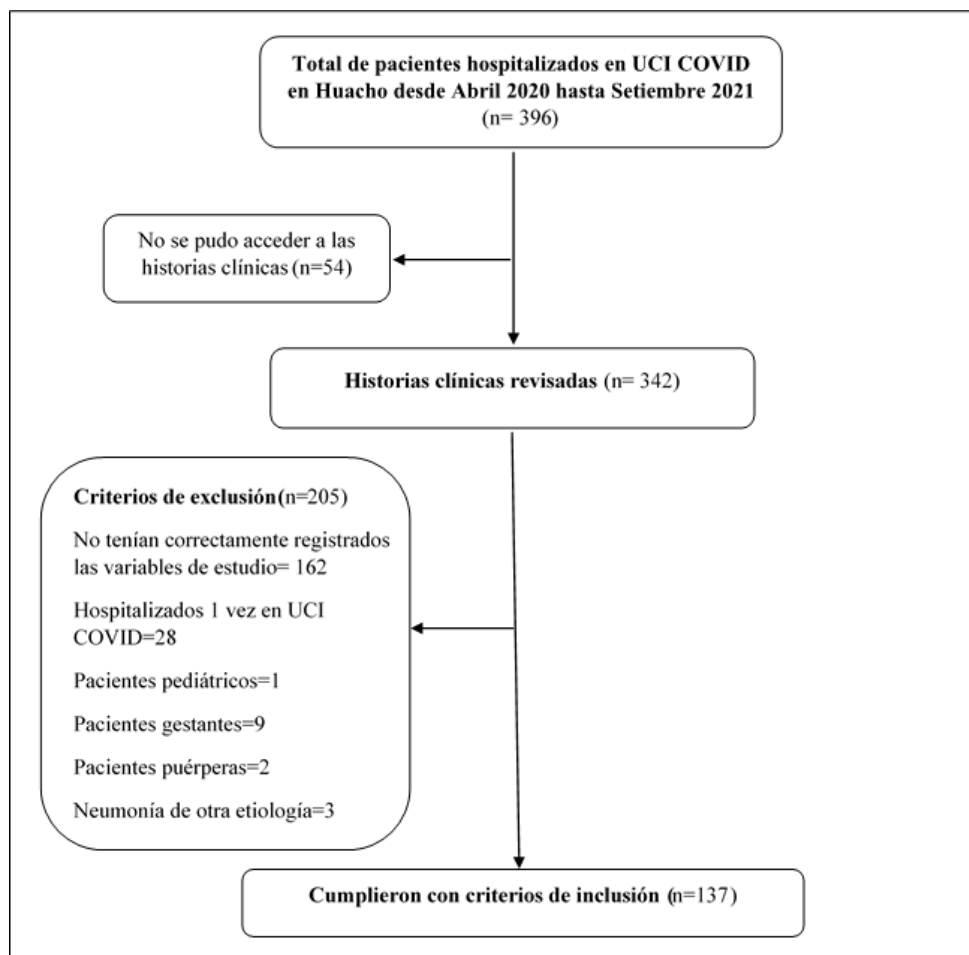 Total de pacientes hospitalizados en UCI COVID
en Huacho desde Abril 2020 hasta Setiembre 2021
(n= 396)
No se pudo acceder a las
historias clínicas (n=54)
Historias clínicas revisadas (n= 342)
Criterios de exclusión (n=205)
No tenían correctamente registrados
las variables de estudio= 162
Hospitalizados 1 vez en UCI
COVID=28
Pacientes pediátricos=1
Pacientes gestantes=9
Pacientes puérperas=2
Neumonía de otra etiología=3
Cumplieron con criterios de inclusión (n=137)